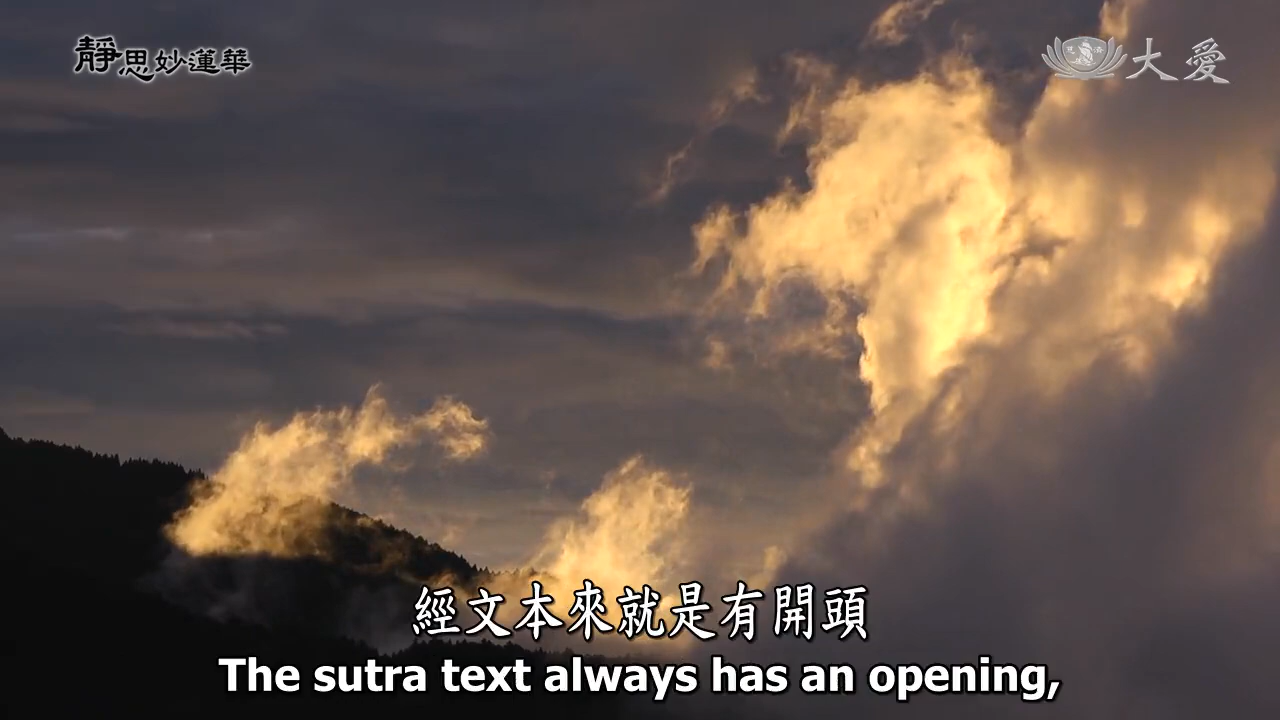 靜思妙蓮華
大愛
經文本來就是有開頭
The sutra text always has an opening,